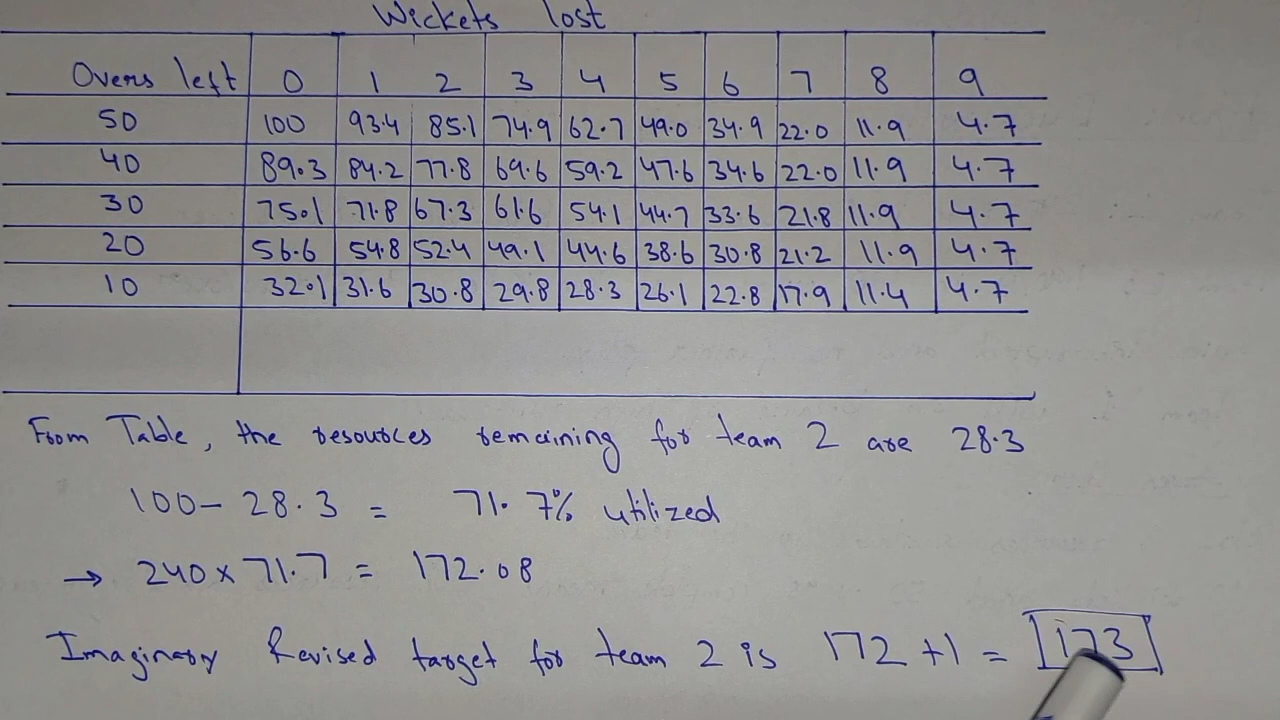 Wickets lost
Overs left 0 1 2 3 4 5 6 7 8 9
50 100 93.4 85.1 74.9 62.7 49.0 34.9 22.0 11.9 4.7
40 89.3 84.2 77.8 69.6 59.2 47.6 34.6 22.0 11.9 4.7
30 75.1 71.8 67.3 61.6 54.1 44.7 33.6 21.8 11.9 4.7
20 56.6 54.8 52.4 49.1 44.6 38.6 30.8 21.2 11.9 4.7
10 32.1 31.6 30.8 29.8 28.3 26.1 22.8 17.9 11.4 4.7
From Table, the resources remaining for team 2 are 28.3
100 - 28.3 = 71.7% utilized
→ 240 x 71.7 = 172.08
Imaginary Revised target for team 2 is 172 + 1 = 173